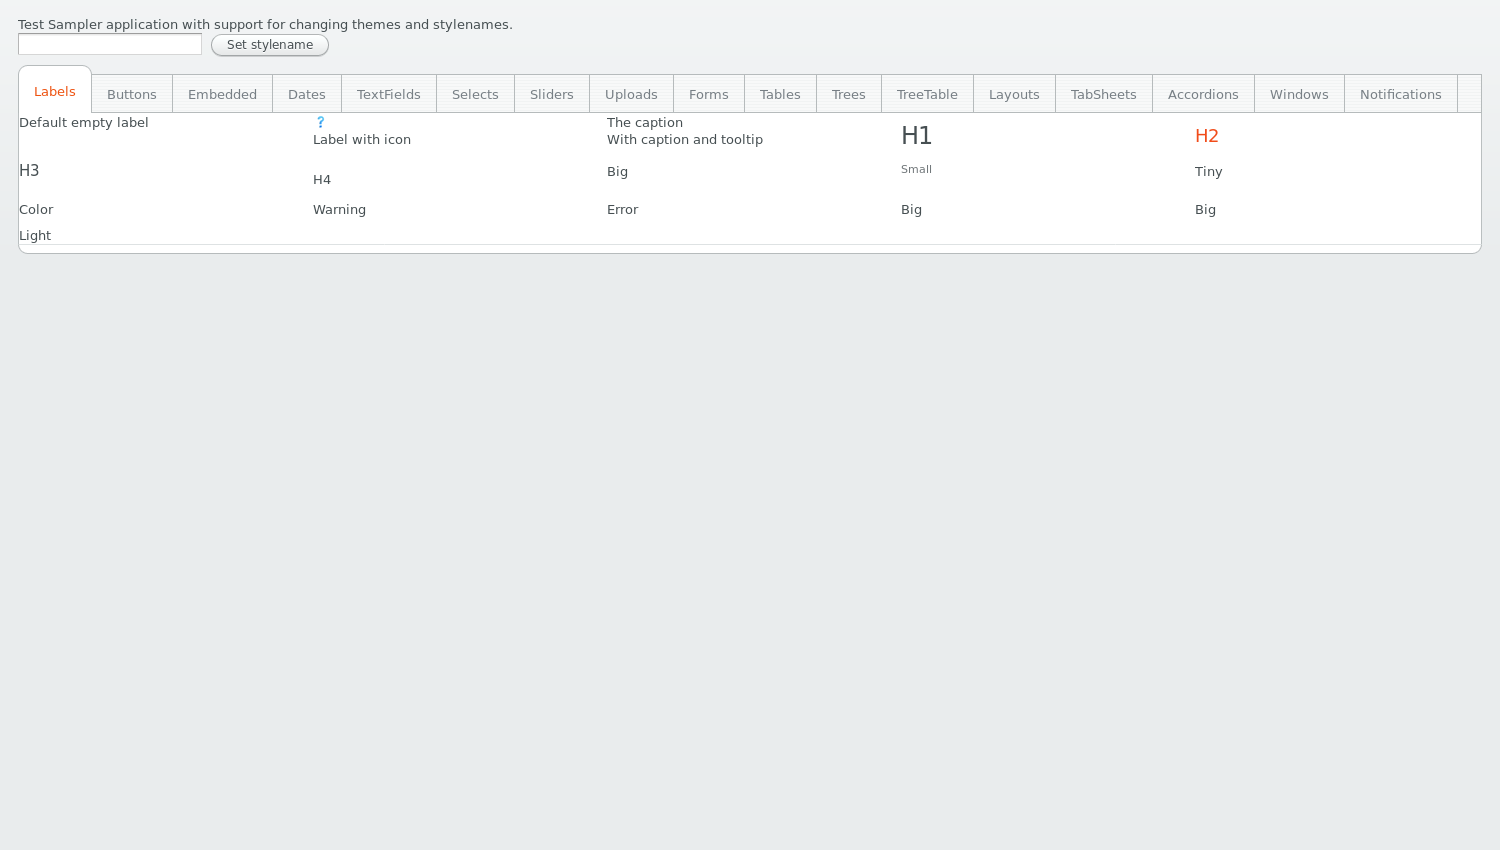 Test Sampler application with support for changing themes and stylenames.
Set stylename
Labels Buttons Embedded Dates TextFields Selects Sliders Uploads Forms Tables Trees TreeTable Layouts TabSheets Accordions Windows Notifications
Default empty label ? The caption
Label with icon With caption and tooltip H1 H2
H3 H4 Big Small Tiny
Color Warning Error Big Big
Light